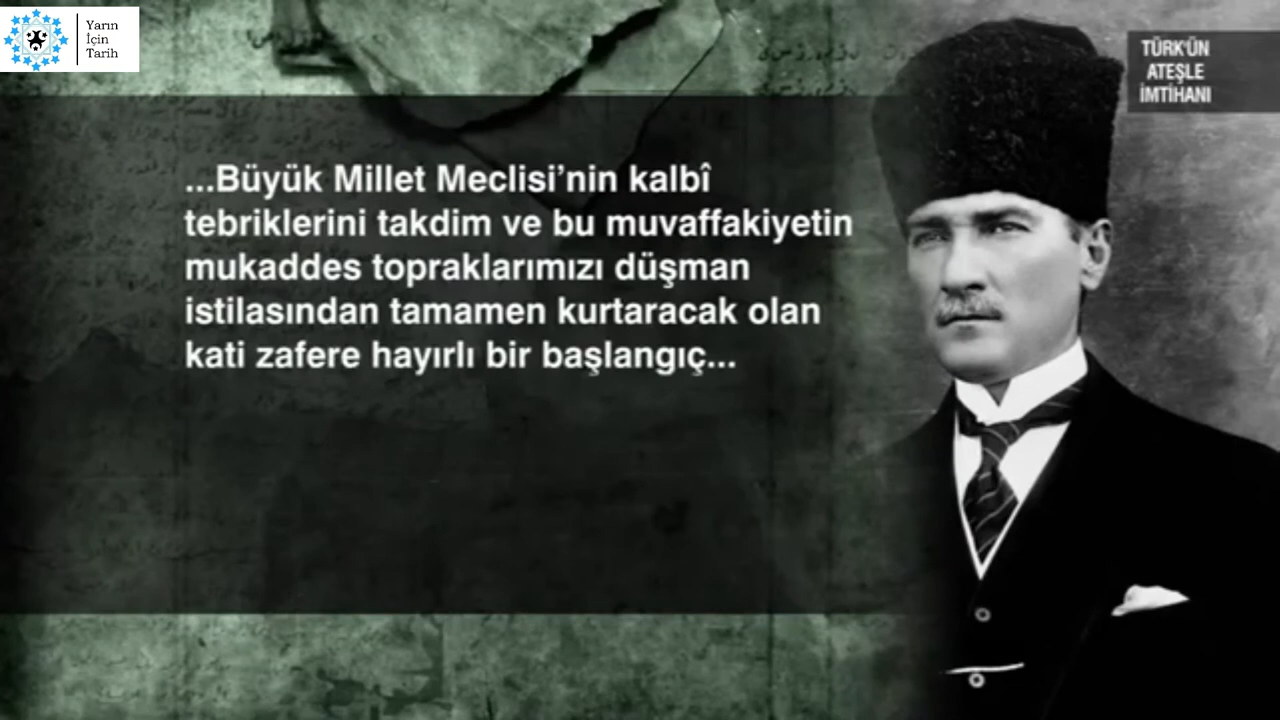 Yarın
İçin
Tarih
TÜRK'ÜN
ATEŞLE
İMTİHANI
...Büyük Millet Meclisi'nin kalbî
tebriklerini takdim ve bu muvaffakiyetin
mukaddes topraklarımızı düşman
istilasından tamamen kurtaracak olan
kati zafere hayırlı bir başlangıç...